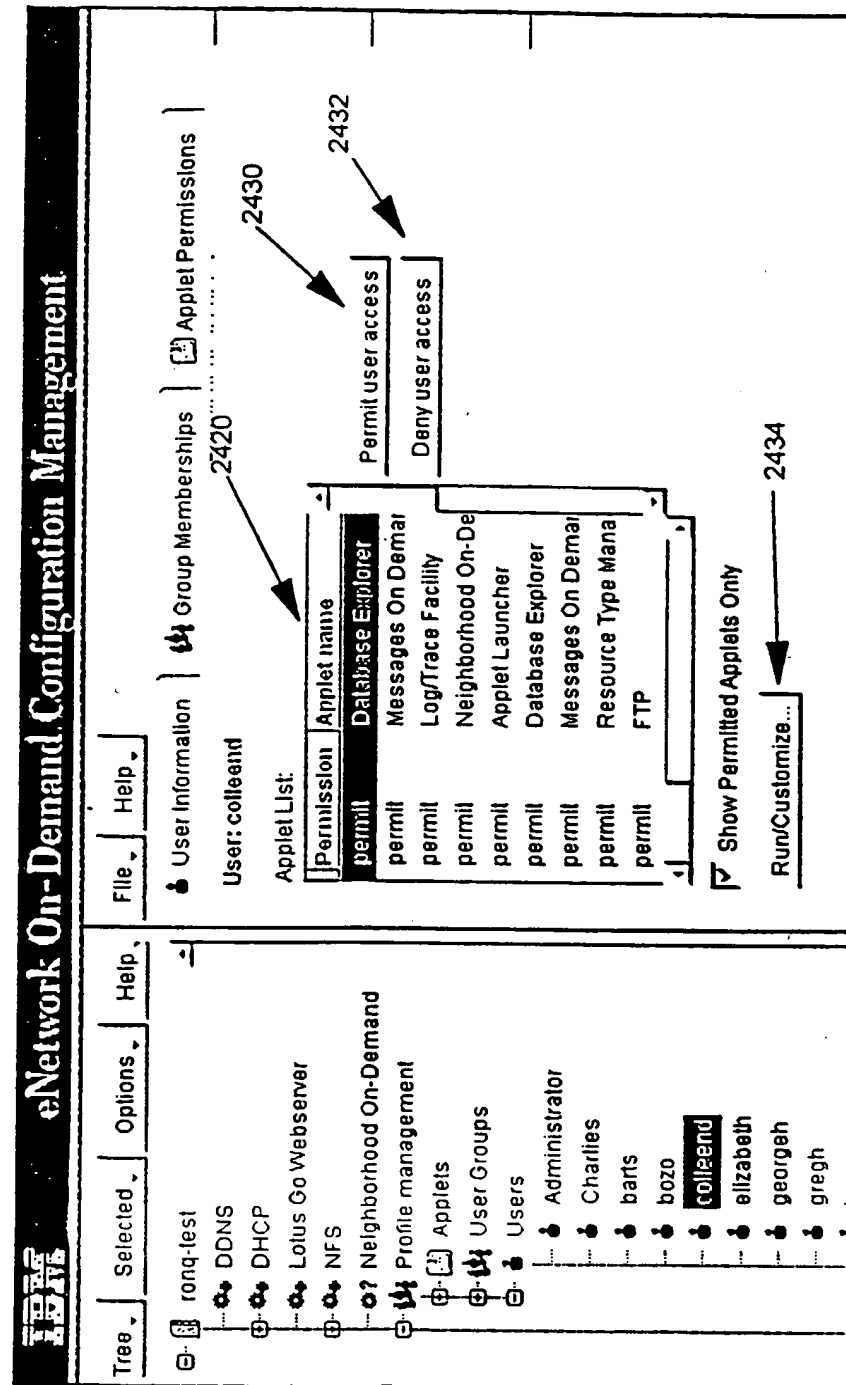 IBM eNetwork On-Demand Configuration Management
Tree Selected Options Help
ronq-test
DDNS
DHCP
Lotus Go Webserver
NFS
Neighborhood On-Demand
Profile management
Applets
User Groups
Users
Administrator
Charlies
barts
bozo
colleend
elizabeth
georgeh
gregh
File Help
User Information Group Memberships Applet Permissions
User: colleend
2420
2430
2432
Applet List:
Permission Applet name
permit Database Explorer
permit Messages On Deman
permit Log/Trace Facility
permit Neighborhood On-De
permit Applet Launcher
permit Database Explorer
permit Messages On Deman
permit Resource Type Mana
permit FTP
Permit user access
Deny user access
Show Permitted Applets Only
Run/Customize...
2434